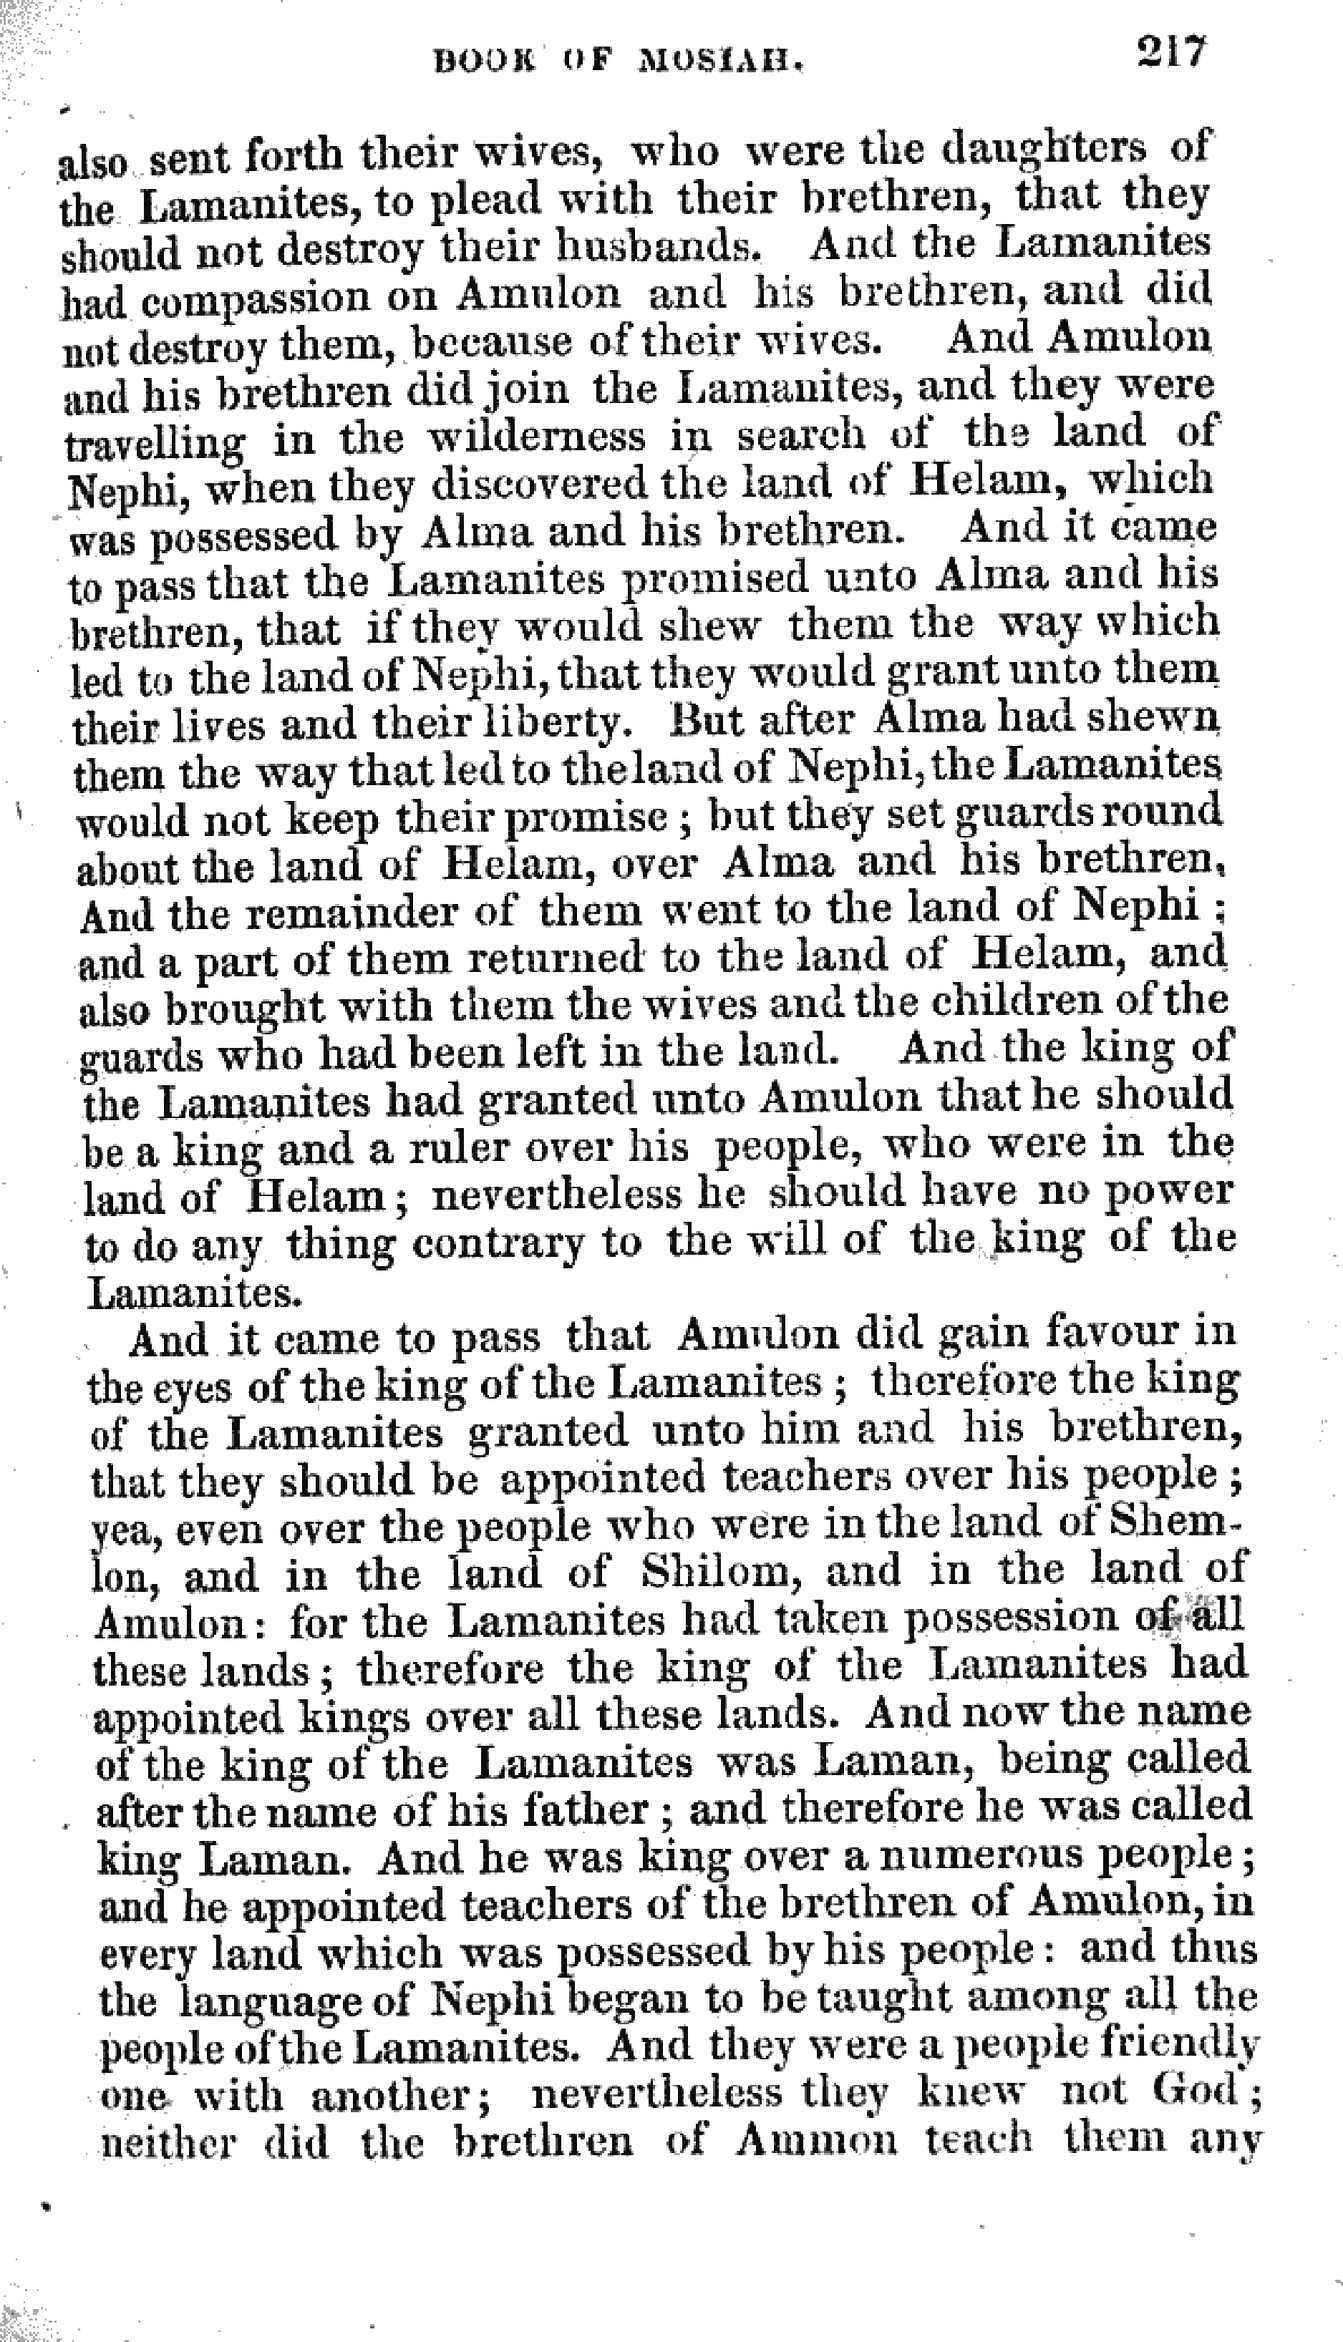 BOOK OF MOSIAH. 217
also sent forth their wives, who were the daughters of
the Lamanites, to plead with their brethren, that they
should not destroy their husbands. And the Lamanites
had compassion on Amulon and his brethren, and did
not destroy them, because of their wives. And Amulon
and his brethren did join the Lamanites, and they were
travelling in the wilderness in search of the land of
Nephi, when they discovered the land of Helam, which
was possessed by Alma and his brethren. And it came
to pass that the Lamanites promised unto Alma and his
brethren, that if they would shew them the way which
led to the land of Nephi, that they would grant unto them
their lives and their liberty. But after Alma had shewn
them the way that led to the land of Nephi, the Lamanites
would not keep their promise; but they set guards round
about the land of Helam, over Alma and his brethren,
And the remainder of them went to the land of Nephi;
and a part of them returned to the land of Helam, and
also brought with them the wives and the children of the
guards who had been left in the land. And the king of
the Lamanites had granted unto Amulon that he should
be a king and a ruler over his people, who were in the
land of Helam; nevertheless he should have no power
to do any thing contrary to the will of the king of the
Lamanites.
And it came to pass that Amulon did gain favour in
the eyes of the king of the Lamanites; therefore the king
of the Lamanites granted unto him and his brethren,
that they should be appointed teachers over his people;
yea, even over the people who were in the land of Shem-
lon, and in the land of Shilom, and in the land of
Amulon: for the Lamanites had taken possession of all
these lands; therefore the king of the Lamanites had
appointed kings over all these lands. And now the name
of the king of the Lamanites was Laman, being called
after the name of his father; and therefore he was called
king Laman. And he was king over a numerous people;
and he appointed teachers of the brethren of Amulon, in
every land which was possessed by his people: and thus
the language of Nephi began to be taught among all the
people of the Lamanites. And they were a people friendly
one with another; nevertheless they knew not God;
neither did the brethren of Ammon teach them any